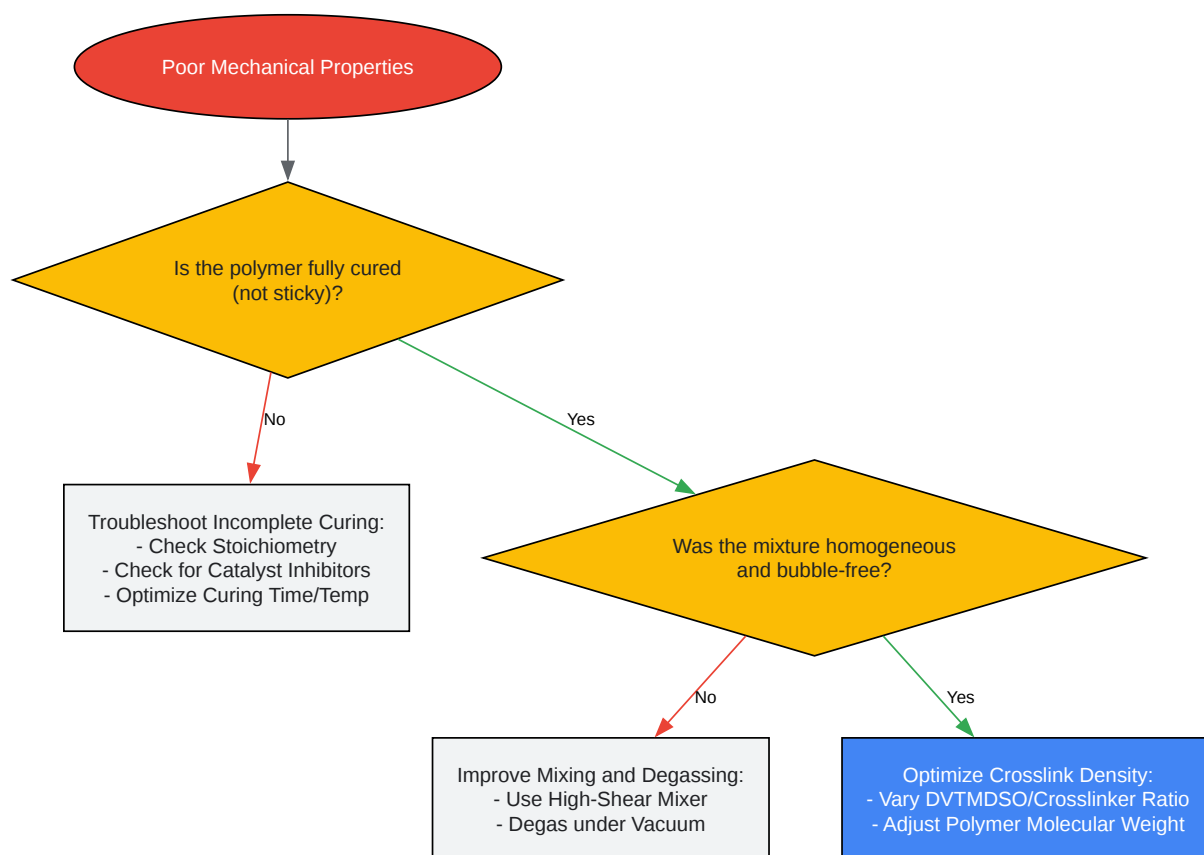 Poor Mechanical Properties
Is the polymer fully cured
(not sticky)?
No
Yes
Troubleshoot Incomplete Curing:
- Check Stoichiometry
- Check for Catalyst Inhibitors
- Optimize Curing Time/Temp
Was the mixture homogeneous
and bubble-free?
No
Yes
Improve Mixing and Degassing:
- Use High-Shear Mixer
- Degas under Vacuum
Optimize Crosslink Density:
- Vary DVTMDSO/Crosslinker Ratio
- Adjust Polymer Molecular Weight